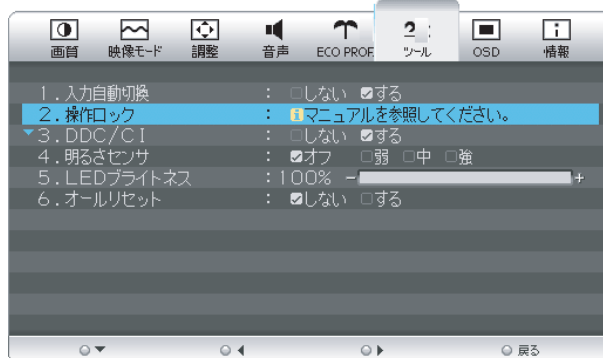 画質 映像モード 調整 音声 ECO PROF. ツール OSD 情報
1.入力自動切換 : □しない ☑する
2.操作ロック : iマニュアルを参照してください。
3.DDC/CI : □しない ☑する
4.明るさセンサ : ☑オフ □弱 □中 □強
5.LEDブライトネス :100% - +
6.オールリセット : ☑しない □する
戻る